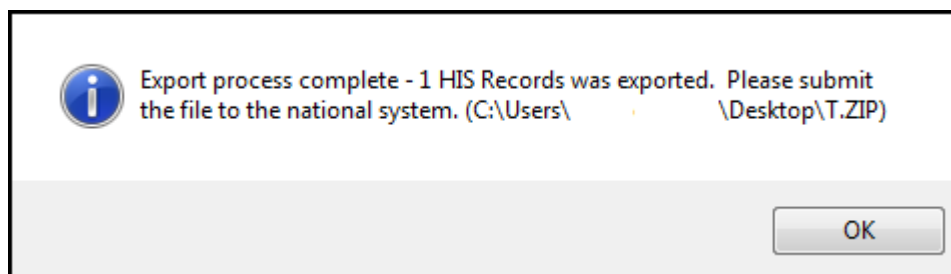 Export process complete - 1 HIS Records was exported.  Please submit
the file to the national system. (C:\Users\ \Desktop\T.ZIP)
OK